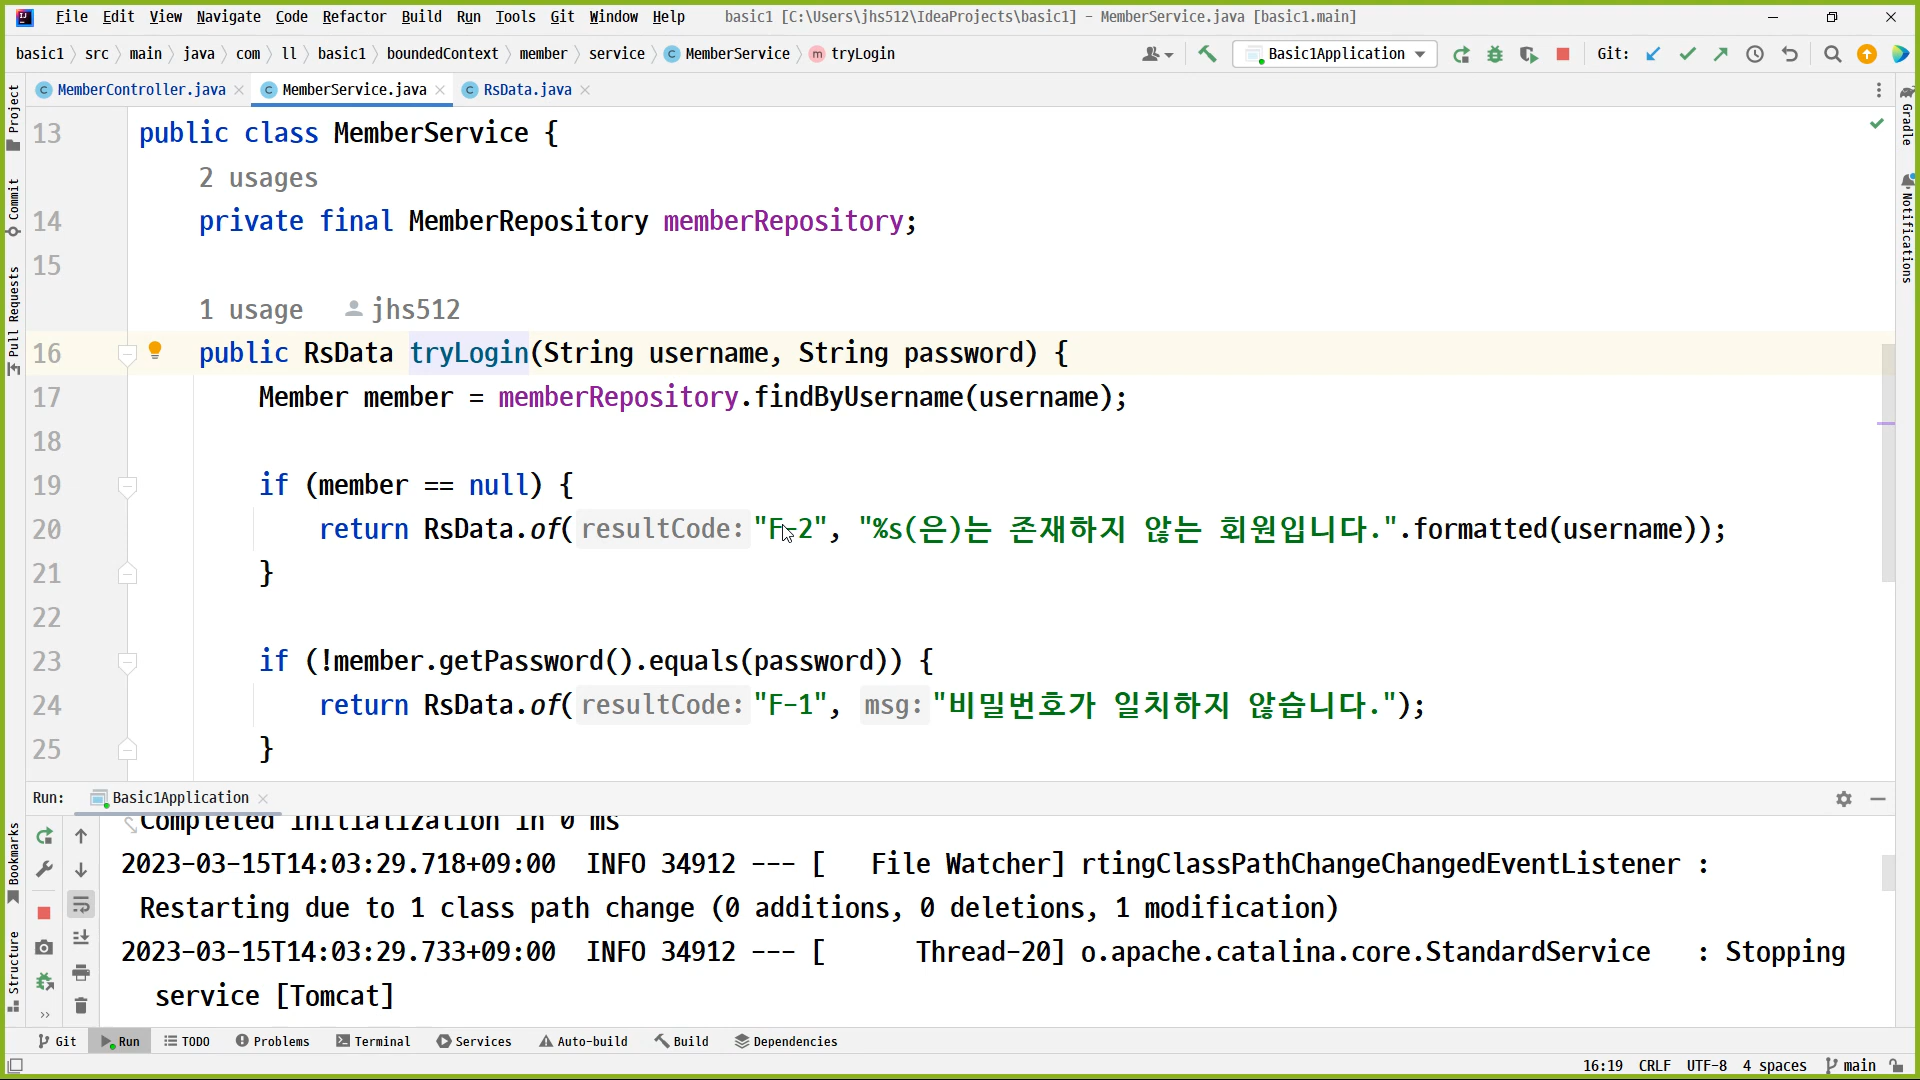 File Edit View Navigate Code Refactor Build Run Tools Git Window Help basic1 [C:\Users\jhs512\IdeaProjects\basic1] - MemberService.java [basic1.main]
basic1 src main java com ll basic1 boundedContext member service MemberService tryLogin Basic1Application Git:
MemberController.java MemberService.java RsData.java
Project
Commit
Pull Requests
Bookmarks
Structure
Gradle
Notifications
13 public class MemberService {
2 usages
14 private final MemberRepository memberRepository;
15
1 usage jhs512
16 public RsData tryLogin(String username, String password) {
17 Member member = memberRepository.findByUsername(username);
18
19 if (member == null) {
20 return RsData.of( resultCode: "F-2", "%s(은)는 존재하지 않는 회원입니다.".formatted(username));
21 }
22
23 if (!member.getPassword().equals(password)) {
24 return RsData.of( resultCode: "F-1", msg: "비밀번호가 일치하지 않습니다.");
25 }
Run: Basic1Application
Completed initialization in 0 ms
2023-03-15T14:03:29.718+09:00 INFO 34912 --- [ File Watcher] rtingClassPathChangeChangedEventListener :
Restarting due to 1 class path change (0 additions, 0 deletions, 1 modification)
2023-03-15T14:03:29.733+09:00 INFO 34912 --- [ Thread-20] o.apache.catalina.core.StandardService : Stopping
service [Tomcat]
Git Run TODO Problems Terminal Services Auto-build Build Dependencies
16:19 CRLF UTF-8 4 spaces main